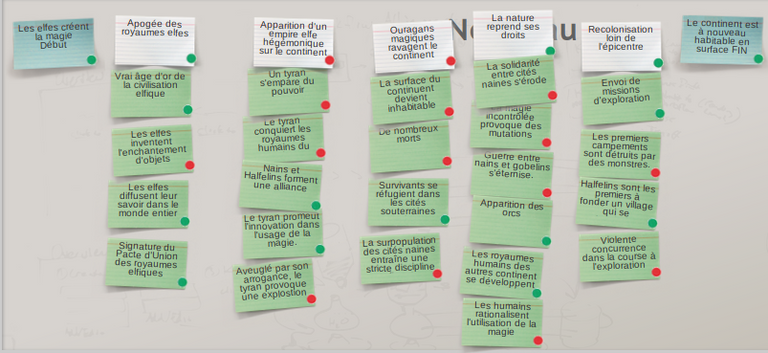 Les elfes créent
la magie
Début
Apogée des
royaumes elfes
Vrai âge d'or de
la civilisation
elfique
Les elfes
inventent
l'enchantement
d'objets
Les elfes
diffusent leur
savoir dans le
monde entier
Signature du
Pacte d'Union
des royaumes
elfiques
Apparition d'un
empire elfe
hégémonique
sur le continent
Un tyran
s'empare du
pouvoir
Le tyran
conquiert les
royaumes
humains du
Nains et
Halfelins forment
une alliance
Le tyran promeut
l'innovation dans
l'usage de la
magie.
Aveuglé par son
arrogance, le
tyran provoque
une explostion
Ouragans
magiques
ravagent le
continent
La surface du
continuent
devient
inhabitable
De nombreux
morts
Survivants se
réfugient dans
les cités
souterraines
La surpopulation
des cités naines
entraîne une
stricte discipline
La nature
reprend ses
droits
La solidarité
entre cités
naines s'érode
magie
incontrôlée
provoque des
mutations
Guerre entre
nains et gobelins
s'éternise.
Apparition des
orcs
Les royaumes
humains des
autres continent
se développent
Les humains
rationalisent
l'utilisation de la
magie
Recolonisation
loin de
l'épicentre
Envoi de
missions
d'exploration
Les premiers
campements
sont détruits par
des monstres.
Halfelins sont les
premiers à
fonder un village
qui se
Violente
concurrence
dans la course à
l'exploration
Le continent est
à nouveau
habitable en
surface FIN